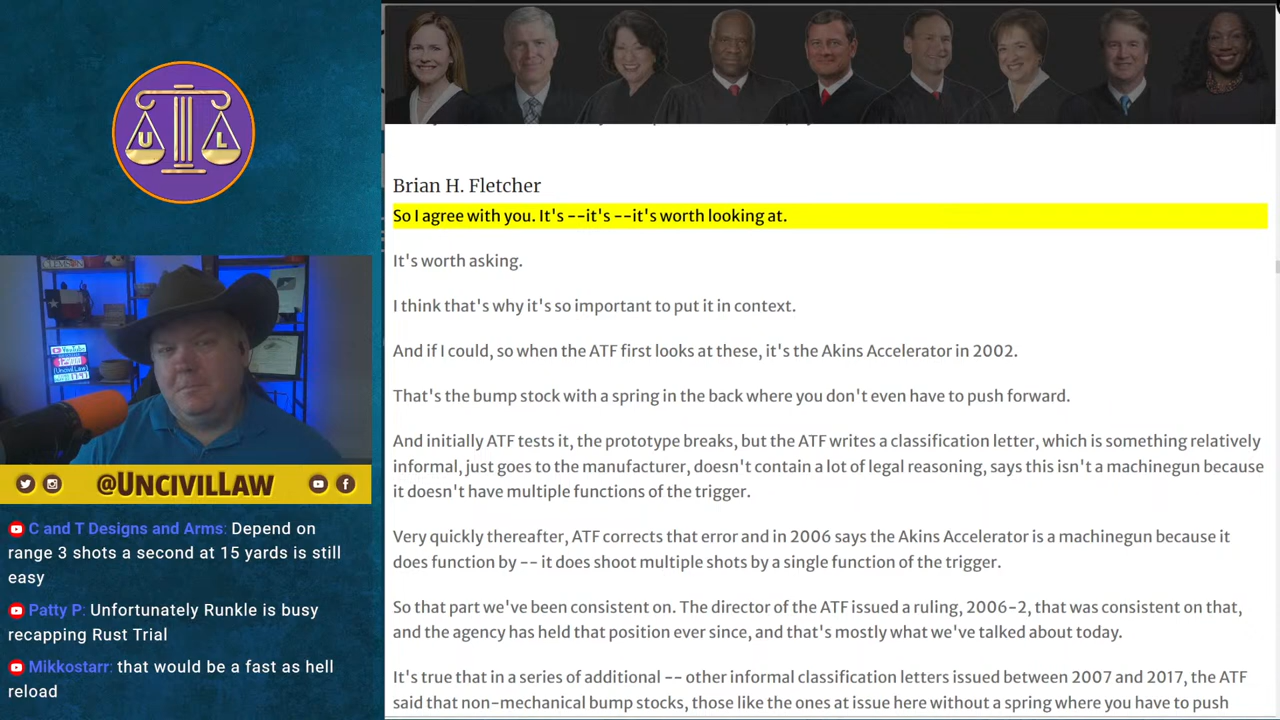 U L
YouTube
@UNCIVILLAW
C and T Designs and Arms: Depend on
range 3 shots a second at 15 yards is still
easy
Patty P: Unfortunately Runkle is busy
recapping Rust Trial
Mikkostarr: that would be a fast as hell
reload
Brian H. Fletcher
So I agree with you. It's --it's --it's worth looking at.
It's worth asking.
I think that's why it's so important to put it in context.
And if I could, so when the ATF first looks at these, it's the Akins Accelerator in 2002.
That's the bump stock with a spring in the back where you don't even have to push forward.
And initially ATF tests it, the prototype breaks, but the ATF writes a classification letter, which is something relatively
informal, just goes to the manufacturer, doesn't contain a lot of legal reasoning, says this isn't a machinegun because
it doesn't have multiple functions of the trigger.
Very quickly thereafter, ATF corrects that error and in 2006 says the Akins Accelerator is a machinegun because it
does function by -- it does shoot multiple shots by a single function of the trigger.
So that part we've been consistent on. The director of the ATF issued a ruling, 2006-2, that was consistent on that,
and the agency has held that position ever since, and that's mostly what we've talked about today.
It's true that in a series of additional -- other informal classification letters issued between 2007 and 2017, the ATF
said that non-mechanical bump stocks, those like the ones at issue here without a spring where you have to push